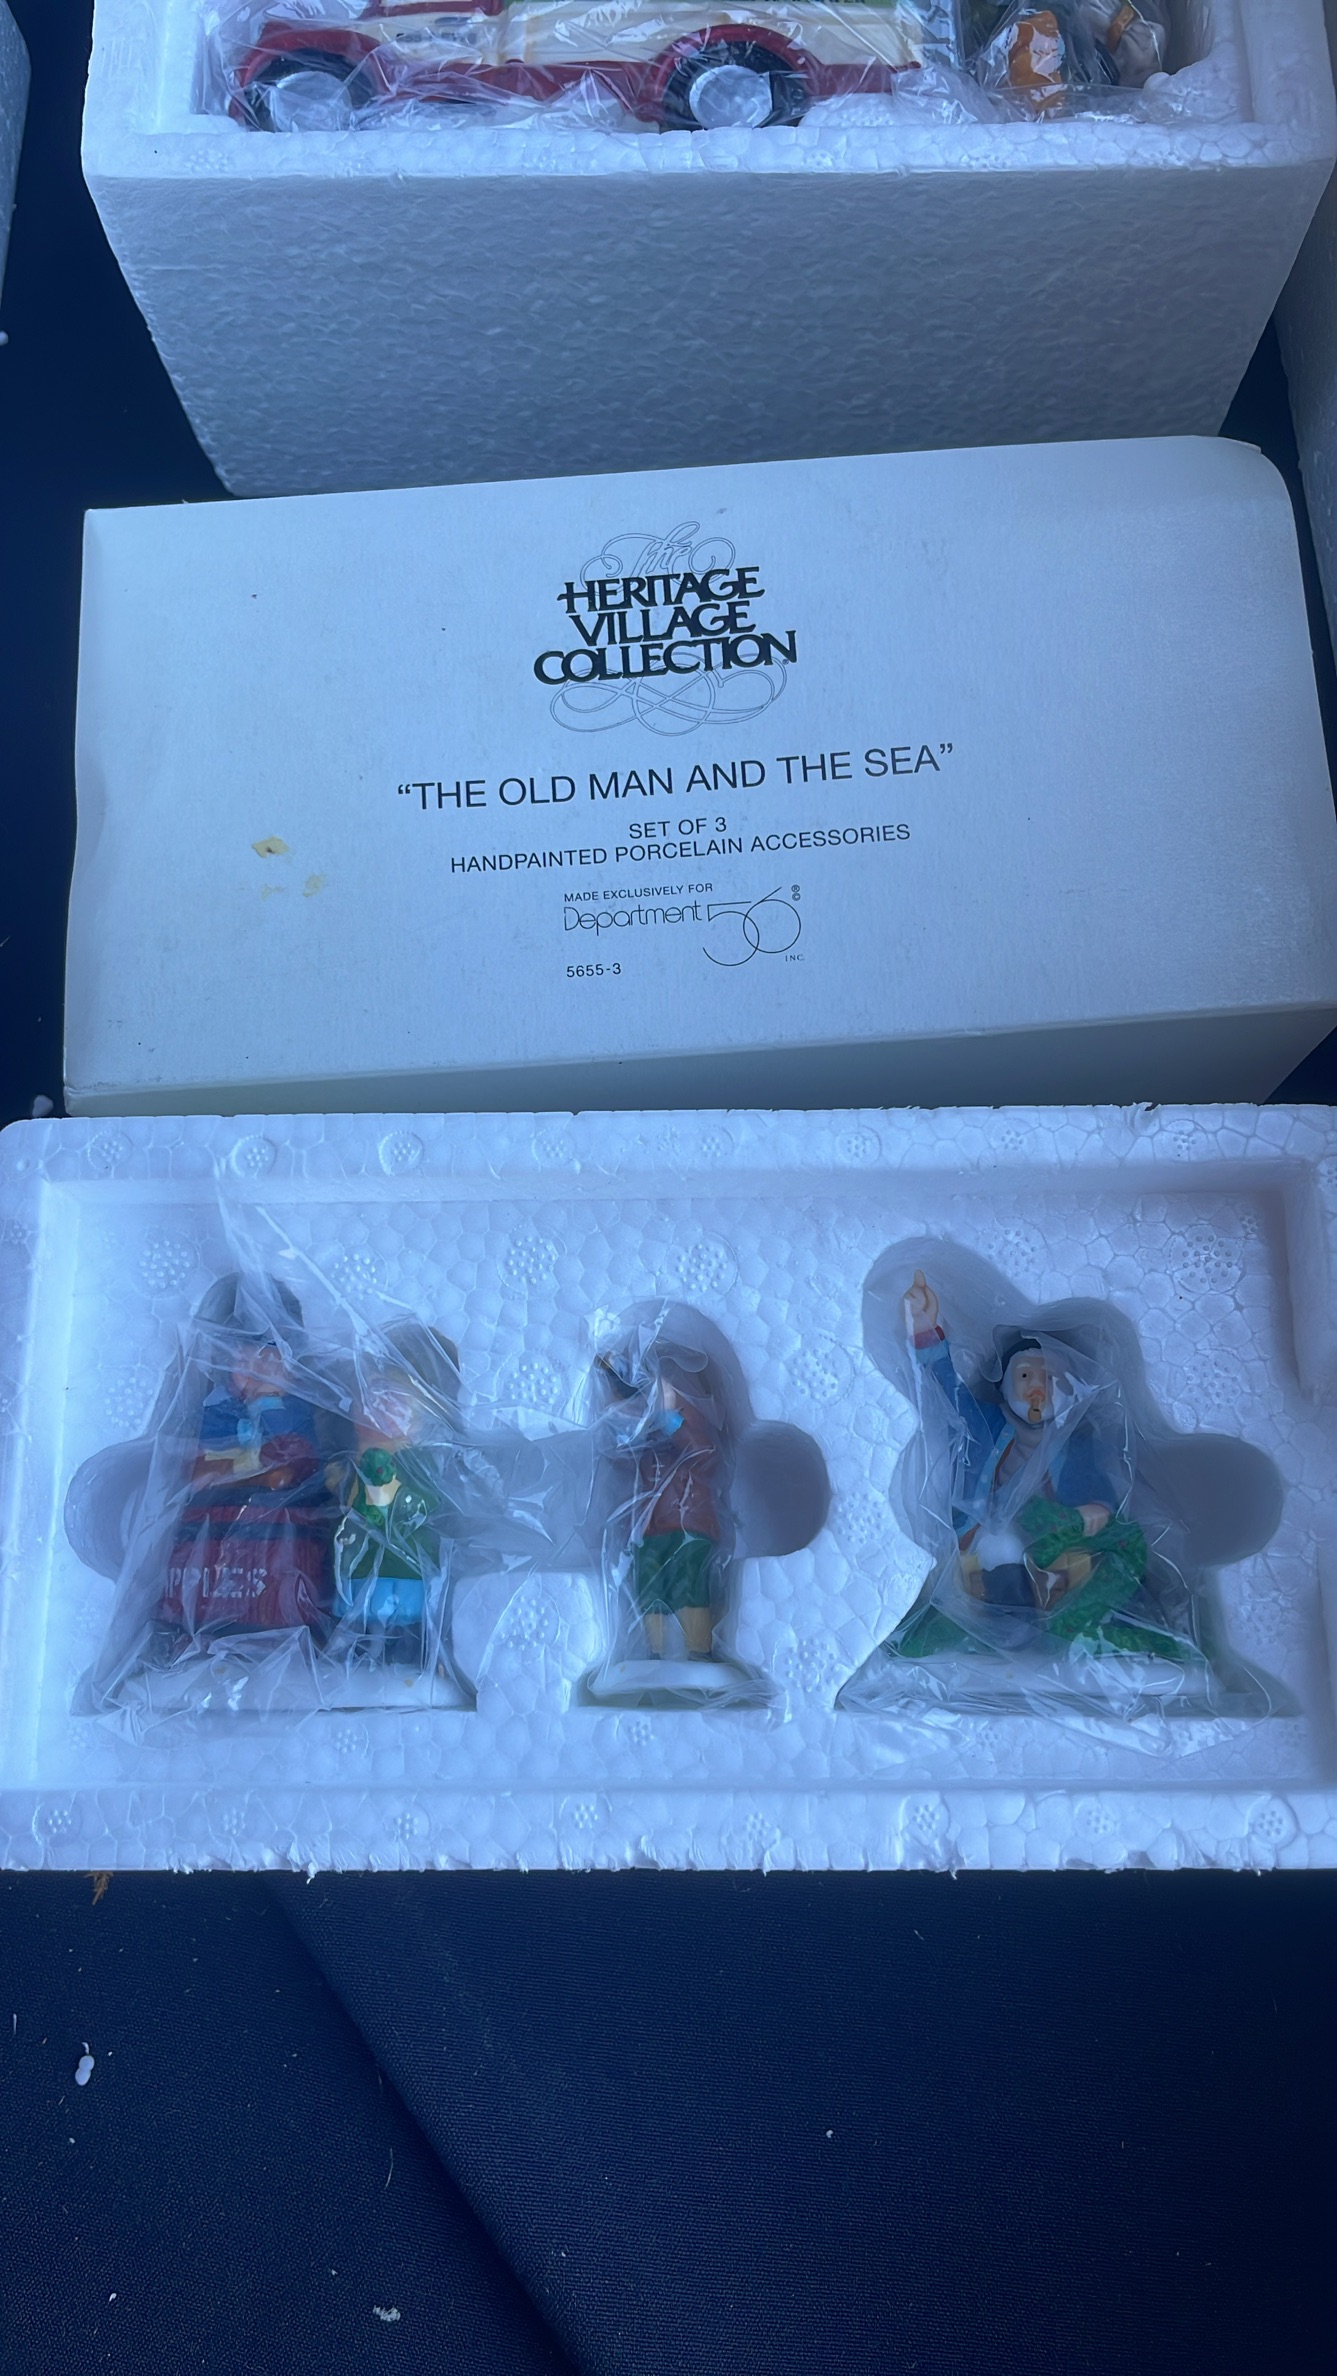 The
HERITAGE
VILLAGE
COLLECTION®
“THE OLD MAN AND THE SEA”
SET OF 3
HANDPAINTED PORCELAIN ACCESSORIES
MADE EXCLUSIVELY FOR
Department 56 ® ©
INC.
5655-3